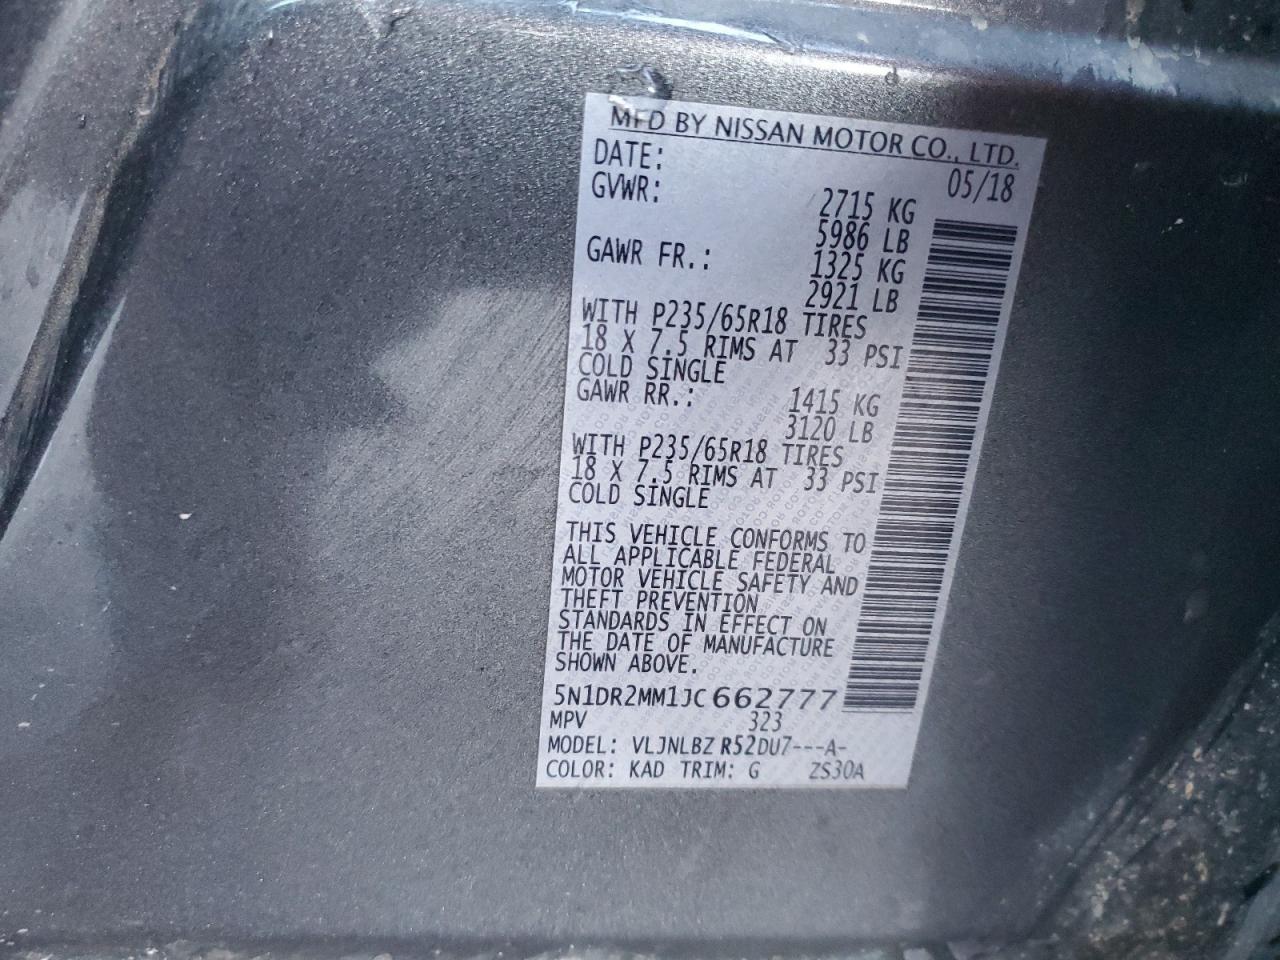 MFD BY NISSAN MOTOR CO., LTD.
DATE: 05/18
GVWR: 2715 KG
5986 LB
GAWR FR.: 1325 KG
2921 LB
WITH P235/65R18 TIRES
18 X 7.5 RIMS AT 33 PSI
COLD SINGLE
GAWR RR.: 1415 KG
3120 LB
WITH P235/65R18 TIRES
18 X 7.5 RIMS AT 33 PSI
COLD SINGLE
THIS VEHICLE CONFORMS TO
ALL APPLICABLE FEDERAL
MOTOR VEHICLE SAFETY AND
THEFT PREVENTION
STANDARDS IN EFFECT ON
THE DATE OF MANUFACTURE
SHOWN ABOVE.
5N1DR2MM1JC662777
MPV 323
MODEL: VLJNLBZ R52DU7---A-
COLOR: KAD TRIM: G ZS30A